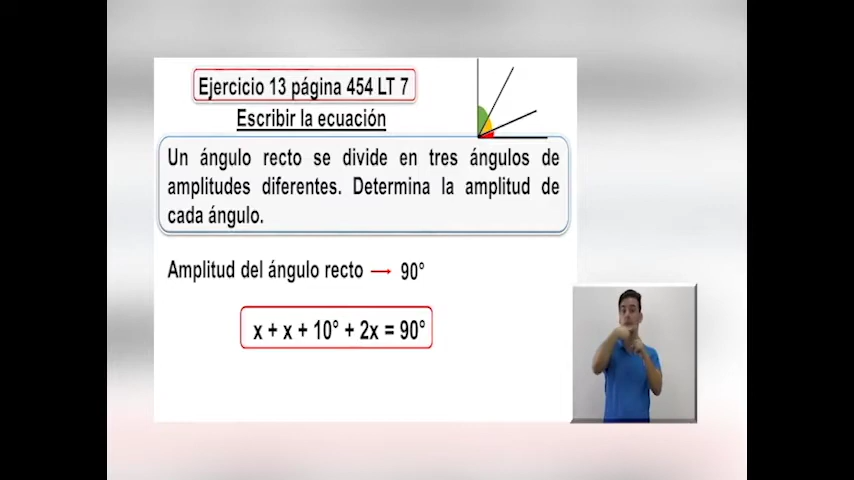 Ejercicio 13 página 454 LT 7
Escribir la ecuación
Un ángulo recto se divide en tres ángulos de
amplitudes diferentes. Determina la amplitud de
cada ángulo.
Amplitud del ángulo recto → 90°
x + x + 10° + 2x = 90°